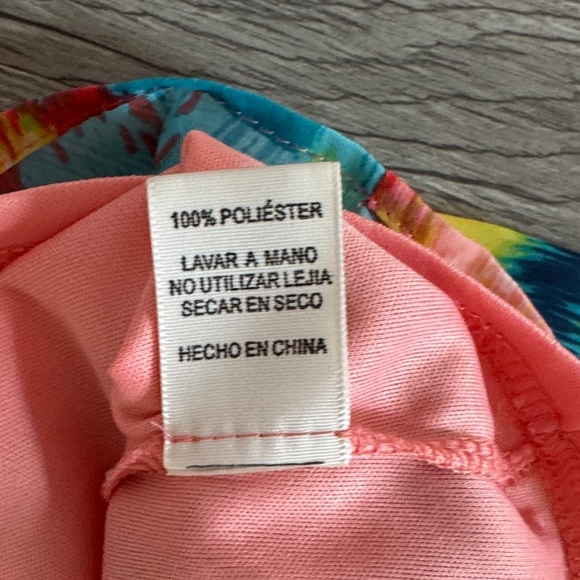 100% POLIÉSTER
LAVAR A MANO
NO UTILIZAR LEJIA
SECAR EN SECO
HECHO EN CHINA